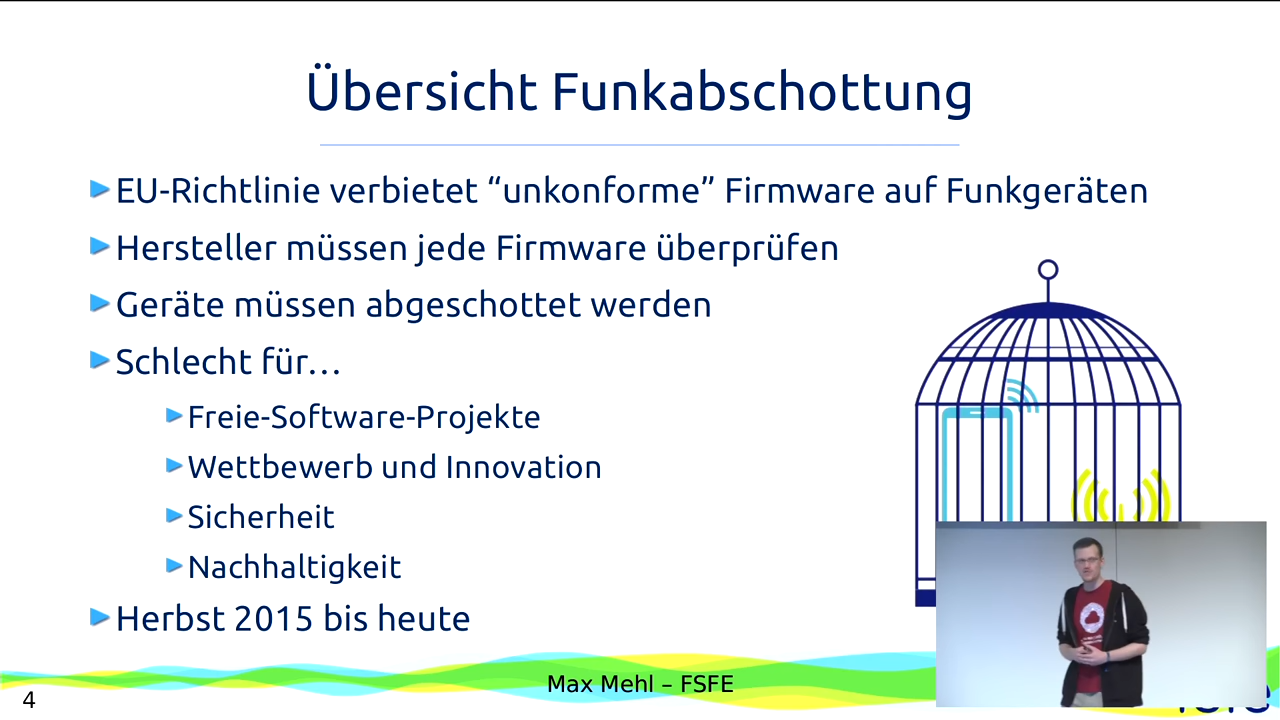 Übersicht Funkabschottung
EU-Richtlinie verbietet “unkonforme” Firmware auf Funkgeräten
Hersteller müssen jede Firmware überprüfen
Geräte müssen abgeschottet werden
Schlecht für…
Freie-Software-Projekte
Wettbewerb und Innovation
Sicherheit
Nachhaltigkeit
Herbst 2015 bis heute
Max Mehl – FSFE
4